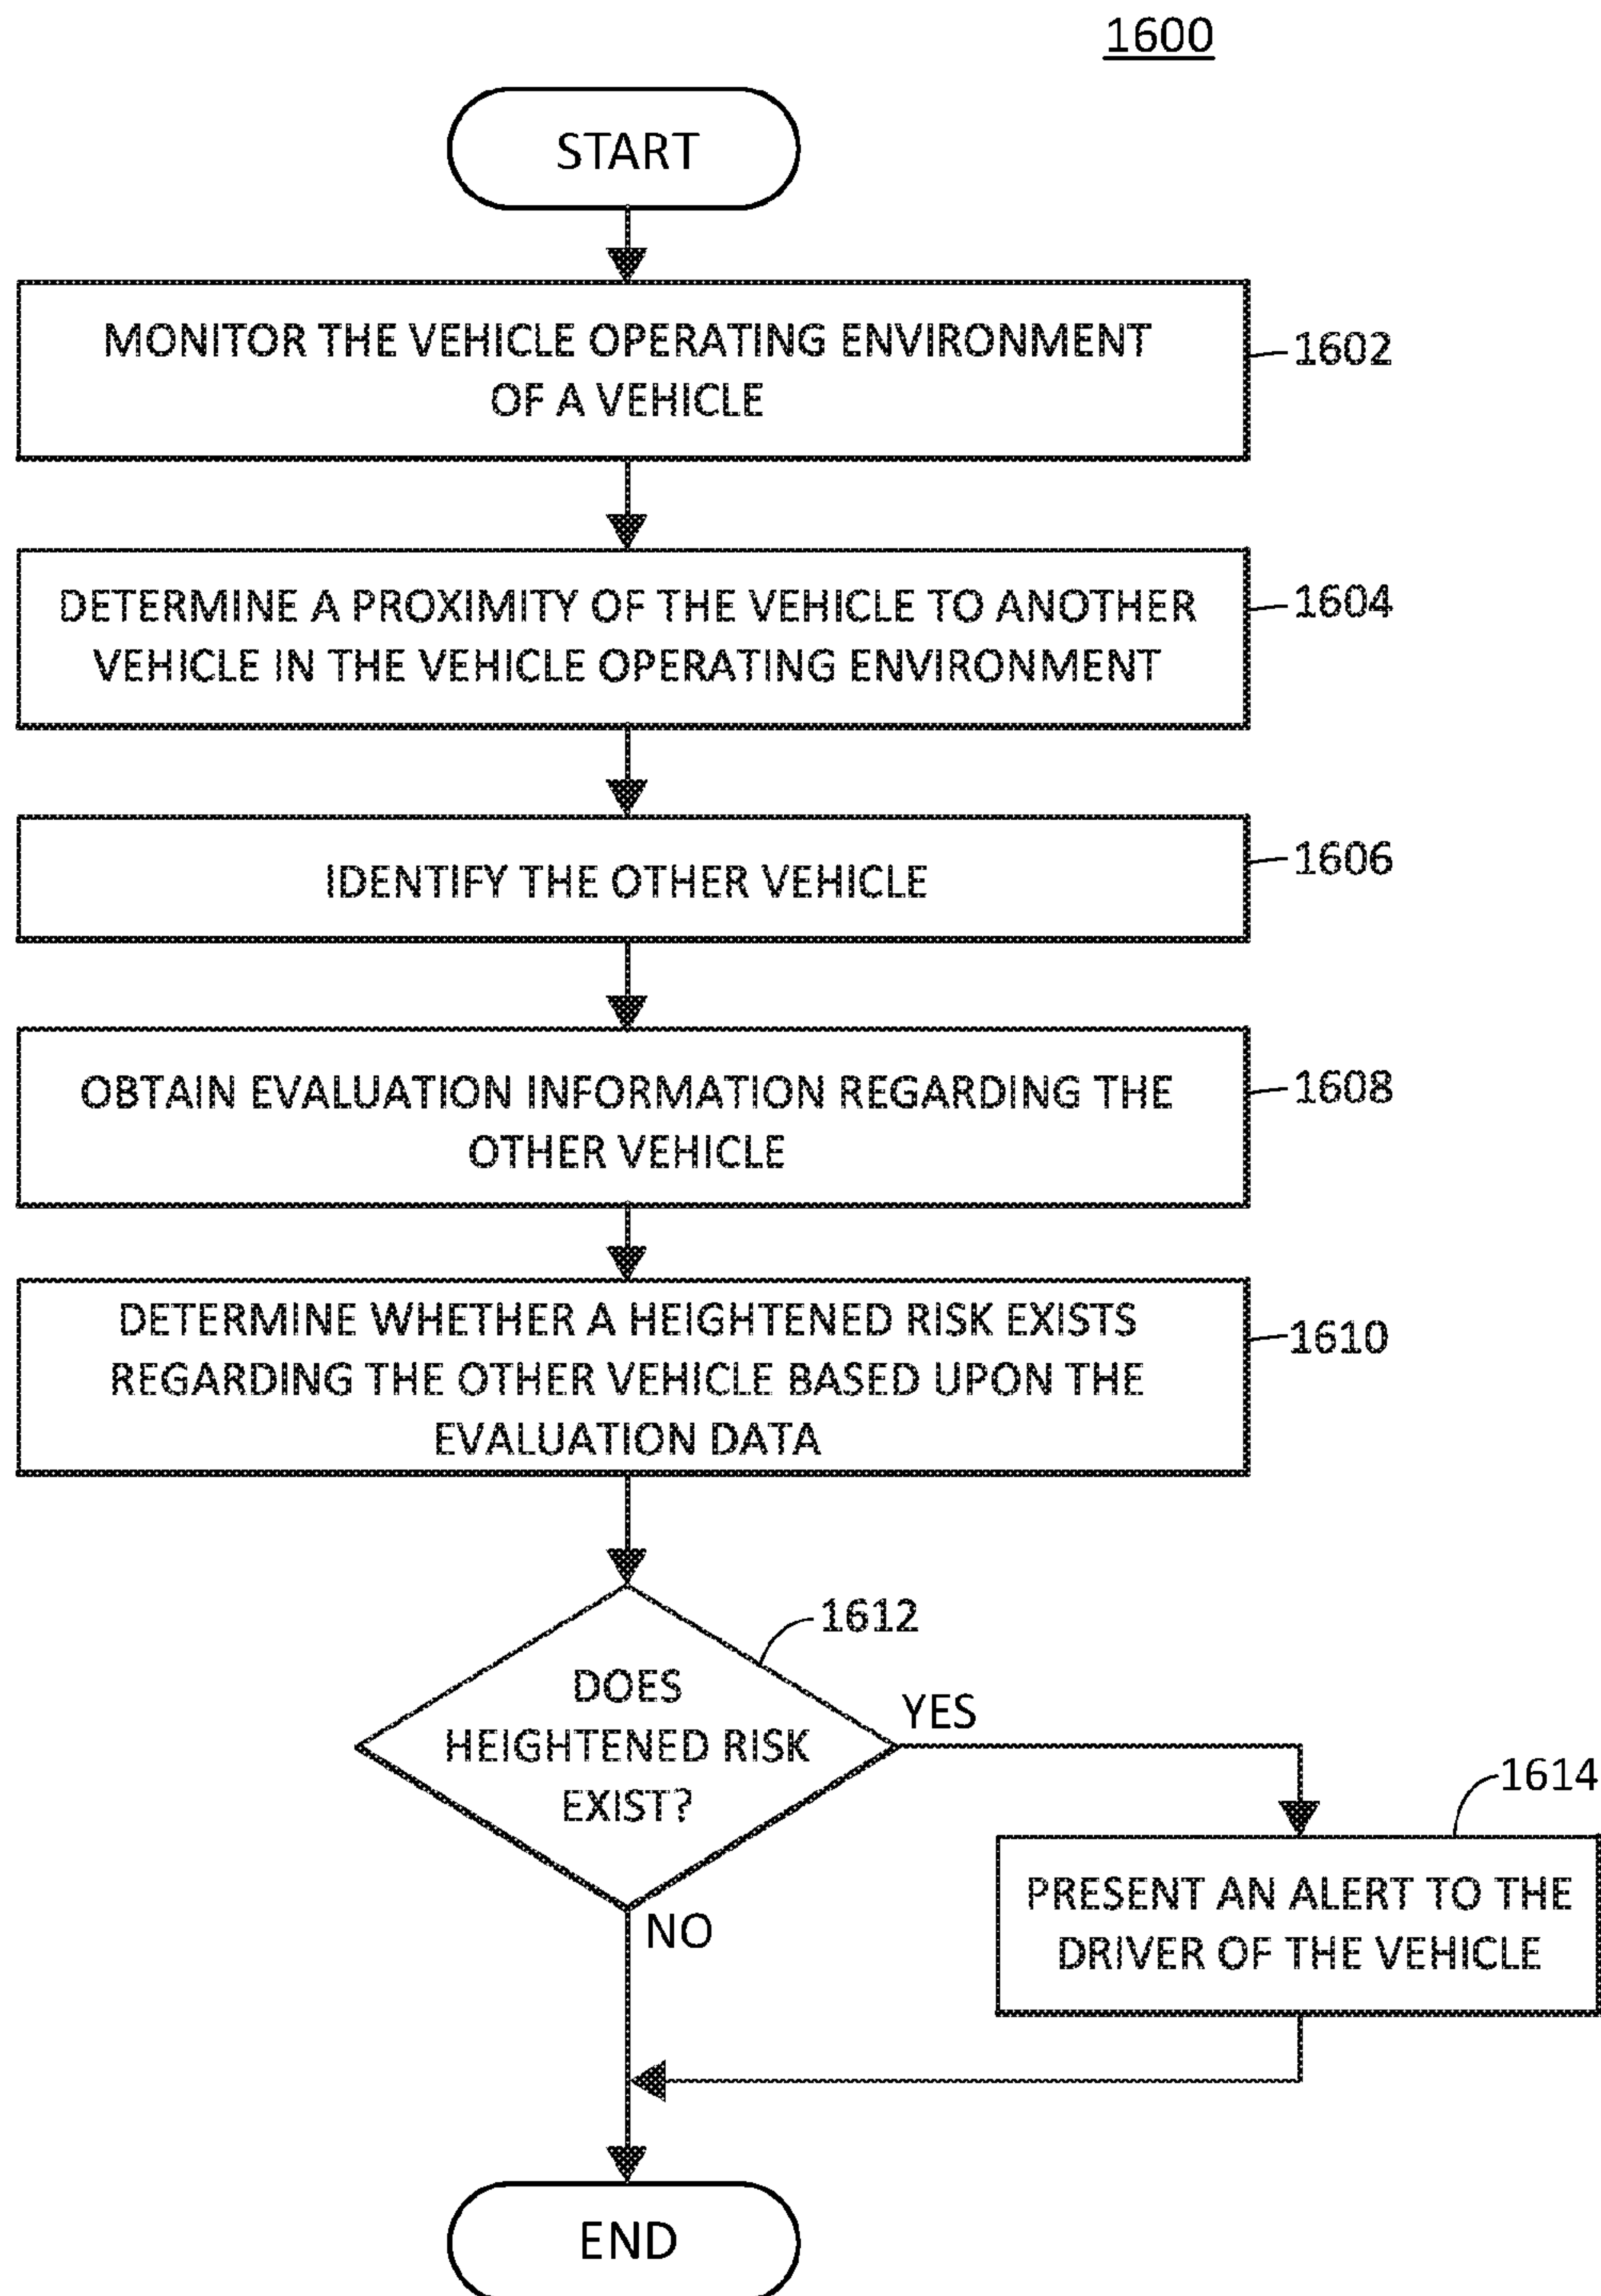 1600
START
MONITOR THE VEHICLE OPERATING ENVIRONMENT
OF A VEHICLE
1602
DETERMINE A PROXIMITY OF THE VEHICLE TO ANOTHER
VEHICLE IN THE VEHICLE OPERATING ENVIRONMENT
1604
IDENTIFY THE OTHER VEHICLE
1606
OBTAIN EVALUATION INFORMATION REGARDING THE
OTHER VEHICLE
1608
DETERMINE WHETHER A HEIGHTENED RISK EXISTS
REGARDING THE OTHER VEHICLE BASED UPON THE
EVALUATION DATA
1610
1612
DOES
HEIGHTENED RISK
EXIST?
YES
NO
1614
PRESENT AN ALERT TO THE
DRIVER OF THE VEHICLE
END